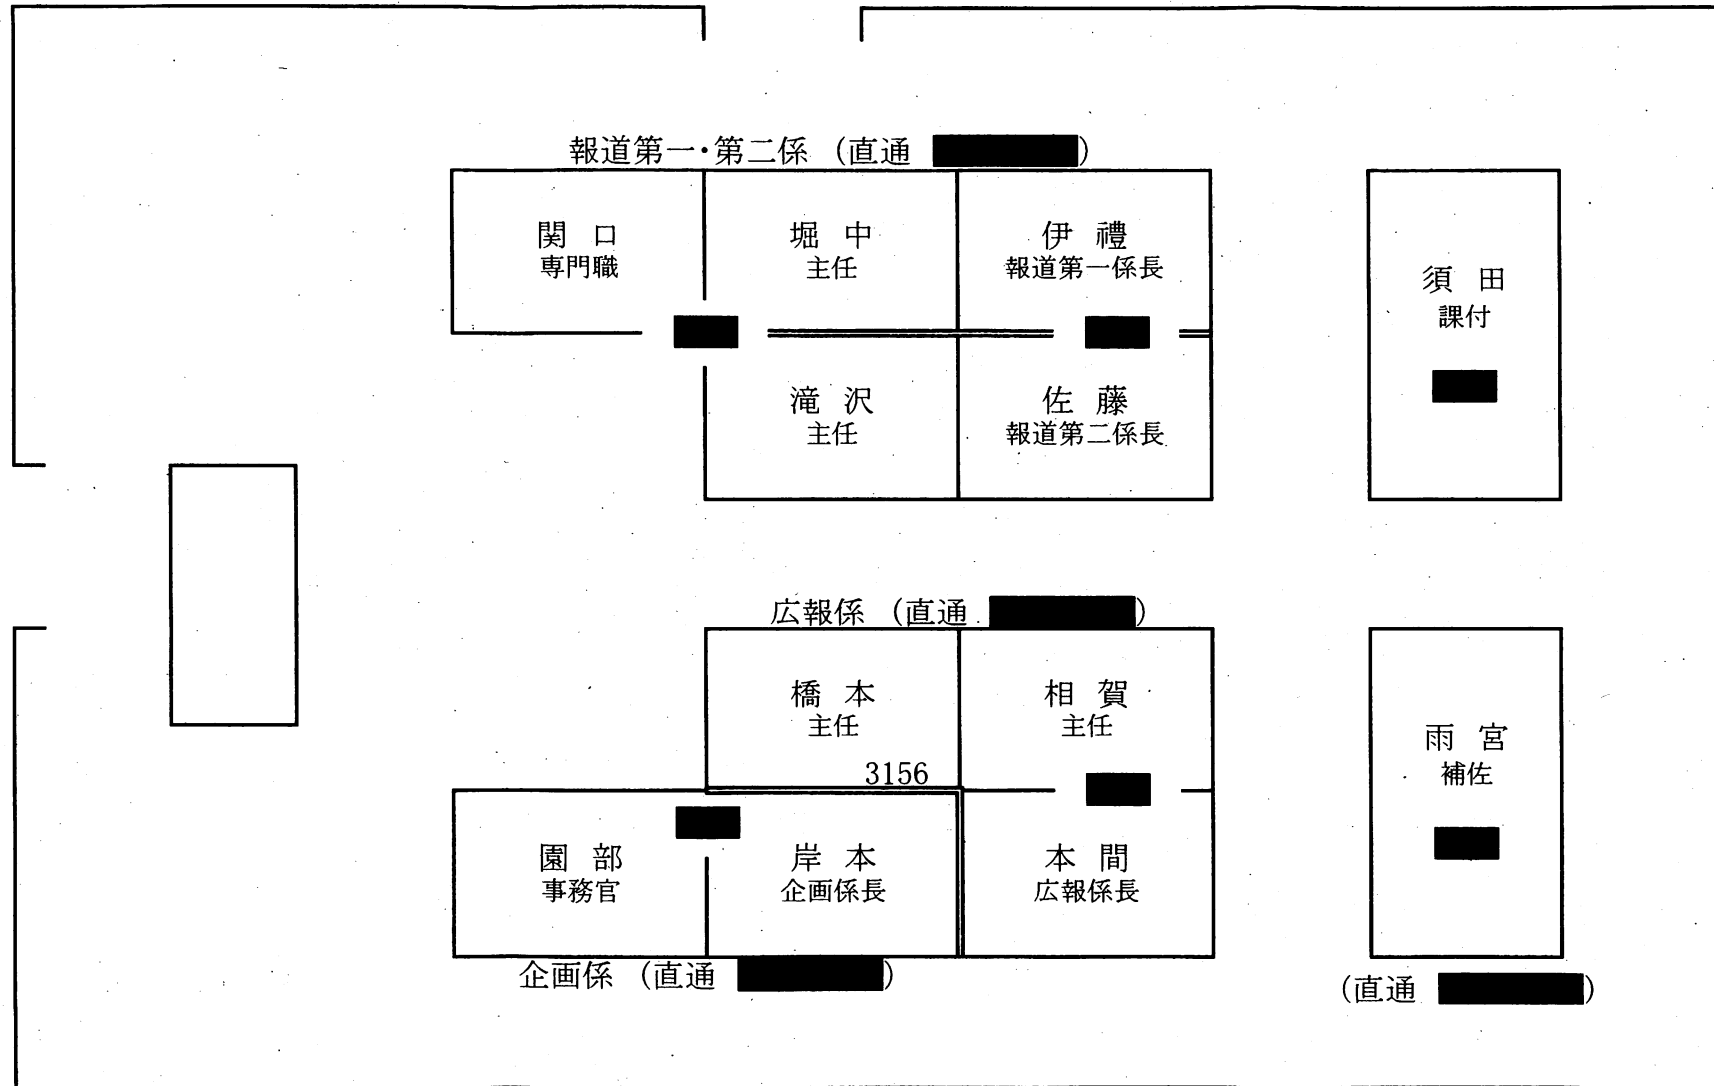 報道第一・第二係（直通　　　）
関口
専門職
堀中
主任
伊禮
報道第一係長
須田
課付
滝沢
主任
佐藤
報道第二係長
広報係（直通　　　）
橋本
主任
3156
相賀
主任
雨宮
補佐
園部
事務官
岸本
企画係長
本間
広報係長
企画係（直通　　　）
（直通　　　）